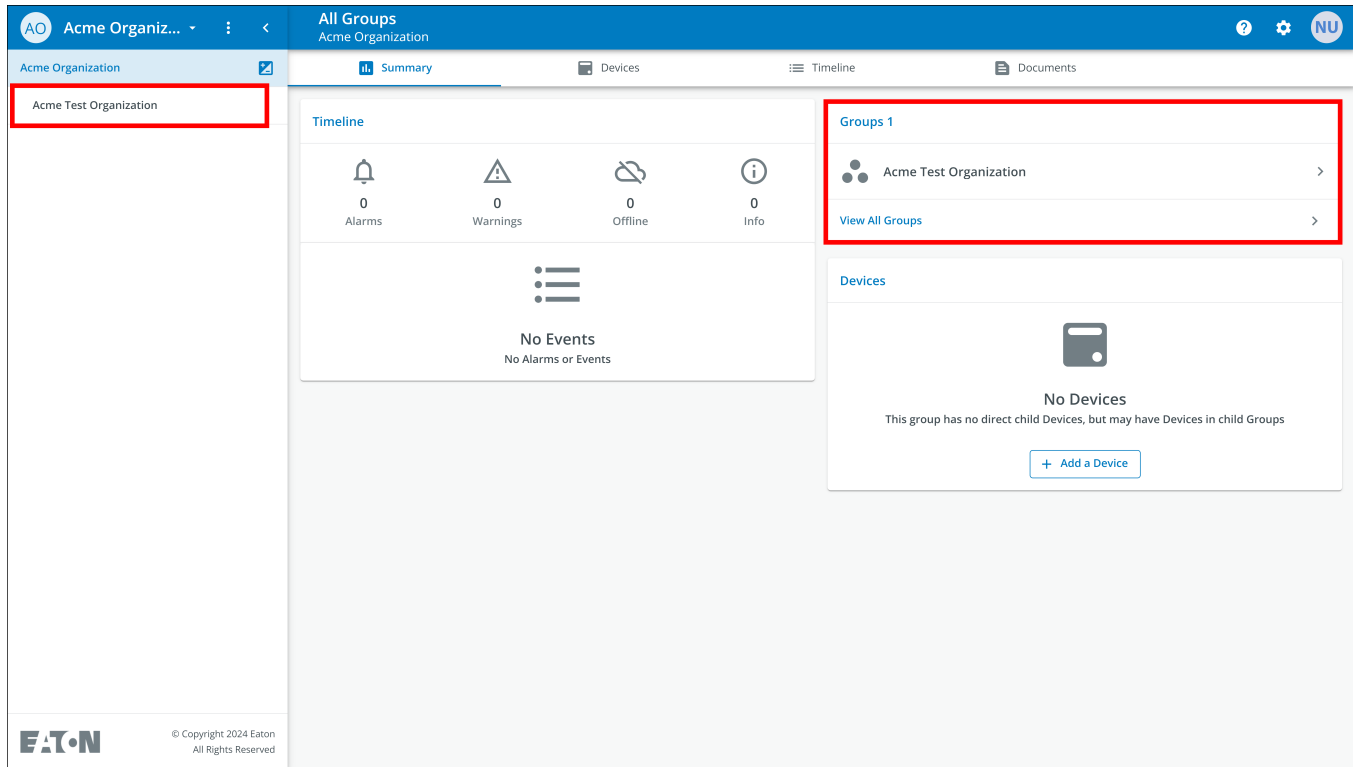 AO
Acme Organiz...
All Groups
Acme Organization
NU
Acme Organization
Summary
Devices
Timeline
Documents
Acme Test Organization
Timeline
0
Alarms
0
Warnings
0
Offline
0
Info
No Events
No Alarms or Events
Groups 1
Acme Test Organization
View All Groups
Devices
No Devices
This group has no direct child Devices, but may have Devices in child Groups
+ Add a Device
EATON
© Copyright 2024 Eaton
All Rights Reserved